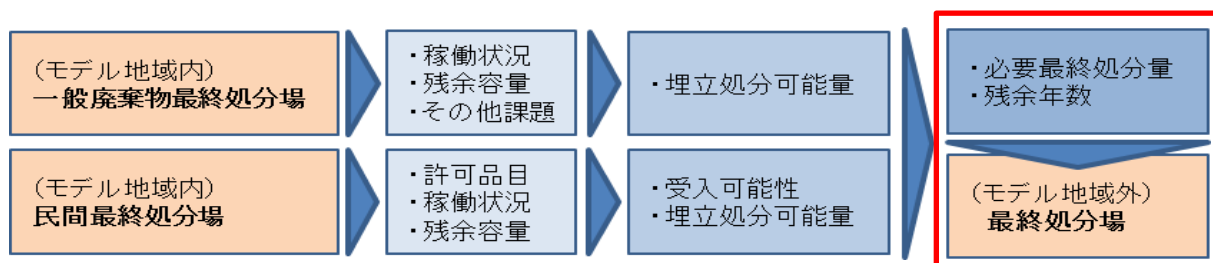 （モデル地域内）
一般廃棄物最終処分場
・稼働状況
・残余容量
・その他課題
・埋立処分可能量
・必要最終処分量
・残余年数
（モデル地域内）
民間最終処分場
・許可品目
・稼働状況
・残余容量
・受入可能性
・埋立処分可能量
（モデル地域外）
最終処分場